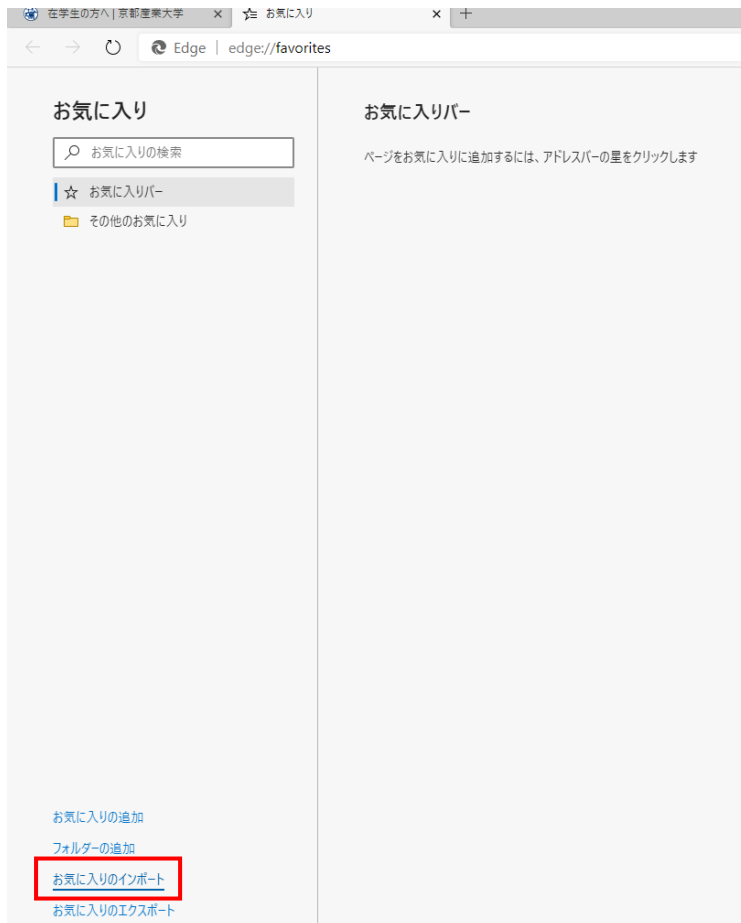 在学生の方へ | 京都産業大学
お気に入り
Edge | edge://favorites
お気に入り
お気に入りの検索
お気に入りバー
その他のお気に入り
お気に入りバー
ページをお気に入りに追加するには、アドレスバーの星をクリックします
お気に入りの追加
フォルダーの追加
お気に入りのインポート
お気に入りのエクスポート